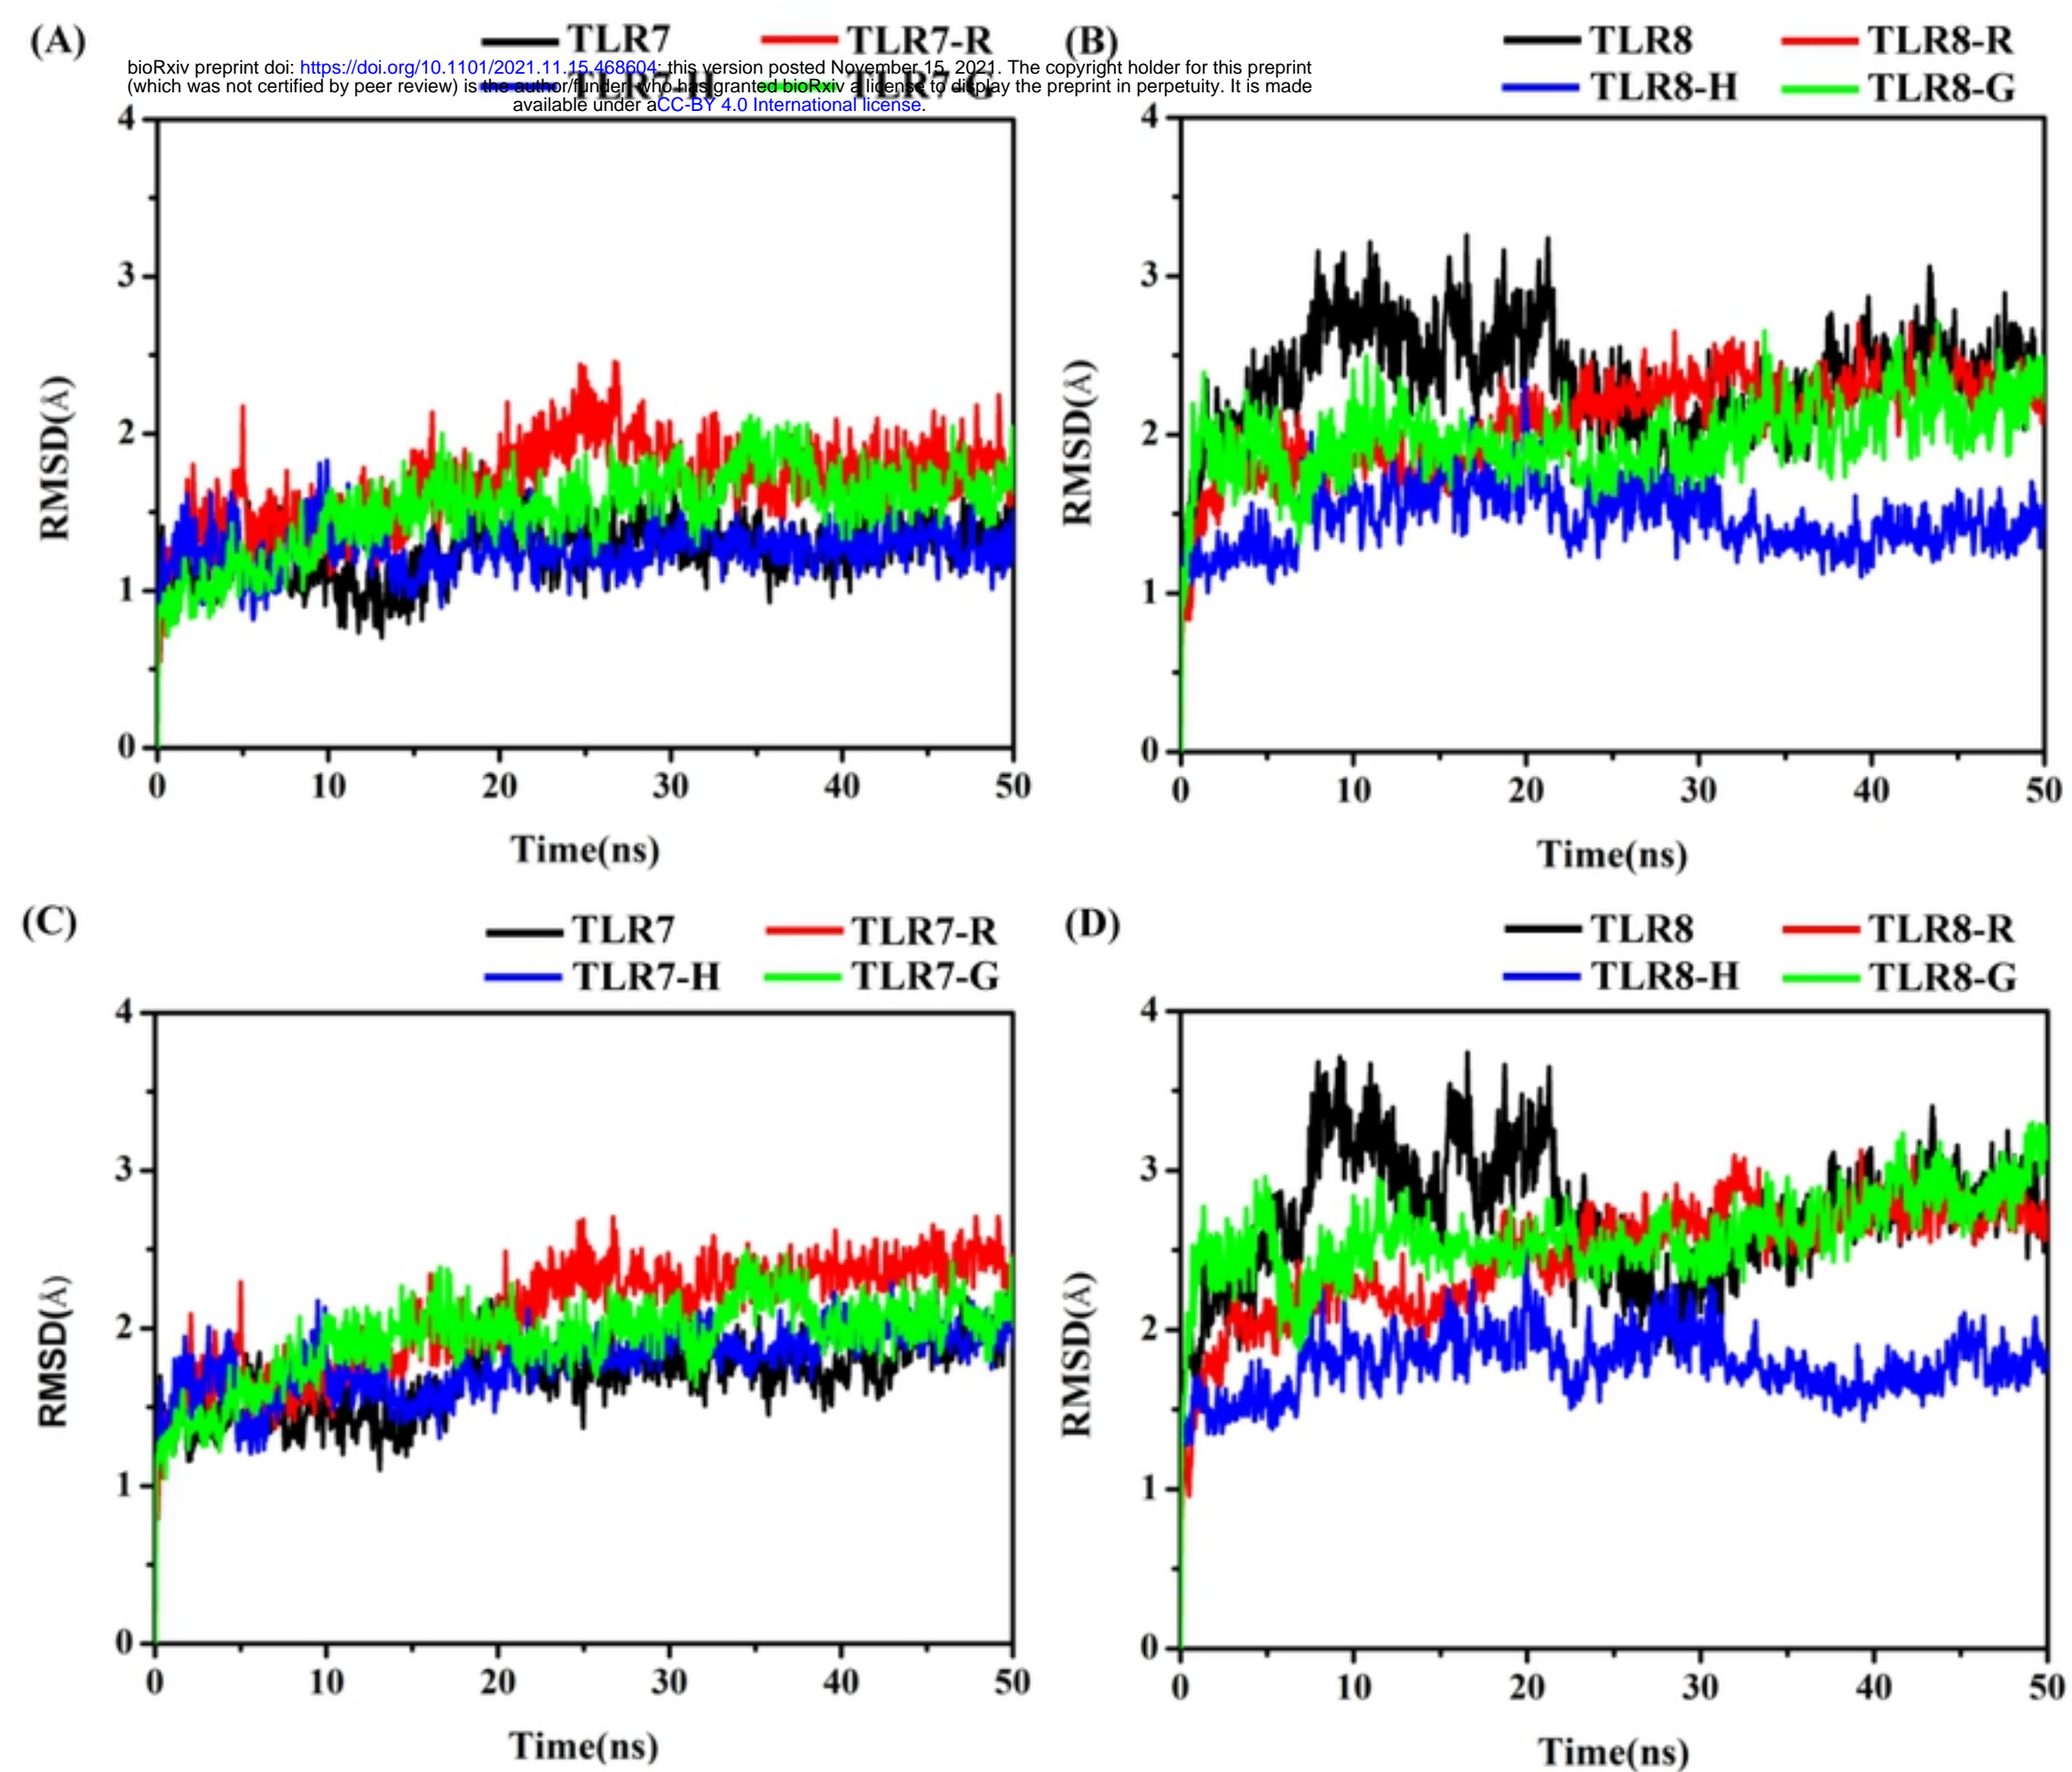 (A) TLR7 TLR7-R
bioRxiv preprint doi: https://doi.org/10.1101/2021.11.15.468604; this version posted November 15, 2021. The copyright holder for this preprint
(which was not certified by peer review) is the author/funder, who has granted bioRxiv a license to display the preprint in perpetuity. It is made
available under aCC-BY 4.0 International license.
TLR7-H TLR7-G
4
3
2
1
0
RMSD(Å)
0 10 20 30 40 50
Time(ns)
(B) TLR8 TLR8-R
TLR8-H TLR8-G
4
3
2
1
0
RMSD(Å)
0 10 20 30 40 50
Time(ns)
(C) TLR7 TLR7-R
TLR7-H TLR7-G
4
3
2
1
0
RMSD(Å)
0 10 20 30 40 50
Time(ns)
(D) TLR8 TLR8-R
TLR8-H TLR8-G
4
3
2
1
0
RMSD(Å)
0 10 20 30 40 50
Time(ns)